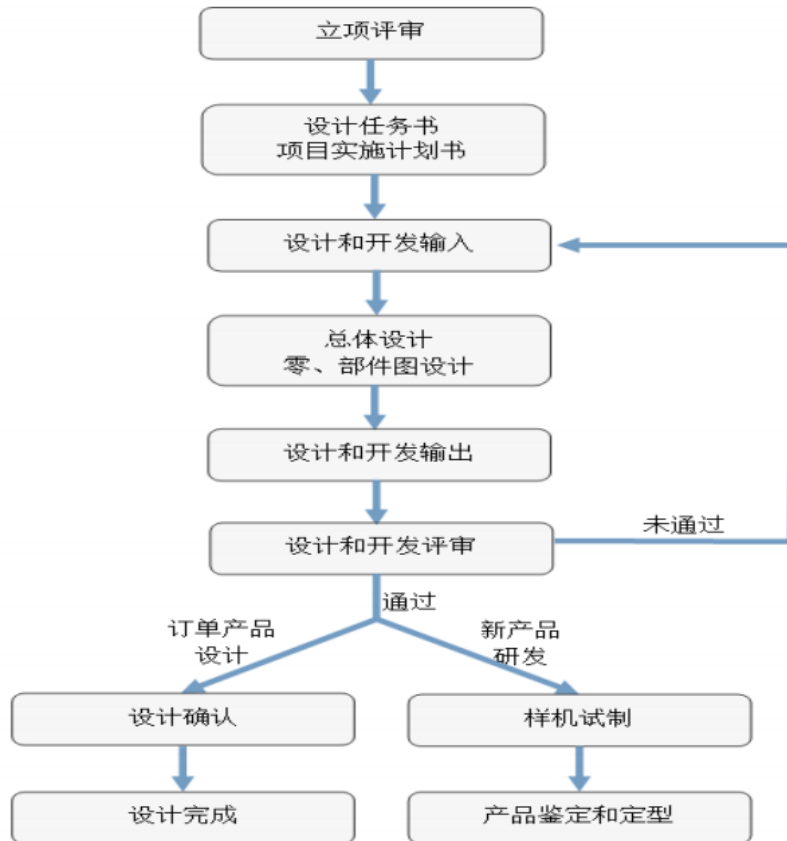 立项评审
设计任务书
项目实施计划书
设计和开发输入
总体设计
零、部件图设计
设计和开发输出
设计和开发评审
未通过
通过
订单产品
设计
新产品
研发
设计确认
样机试制
设计完成
产品鉴定和定型